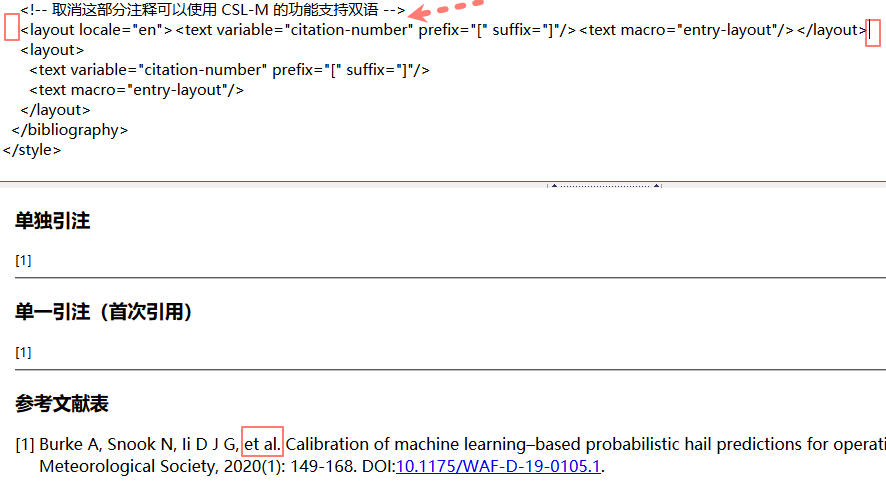 <!-- 取消这部分注释可以使用 CSL-M 的功能支持双语 -->
<layout locale="en"><text variable="citation-number" prefix="[" suffix="]"/><text macro="entry-layout"/></layout>
<layout>
<text variable="citation-number" prefix="[" suffix="]"/>
<text macro="entry-layout"/>
</layout>
</bibliography>
</style>
单独引注
[1]
单一引注（首次引用）
[1]
参考文献表
[1] Burke A, Snook N, Ii D J G, et al. Calibration of machine learning–based probabilistic hail predictions for operati
Meteorological Society, 2020(1): 149-168. DOI:10.1175/WAF-D-19-0105.1.